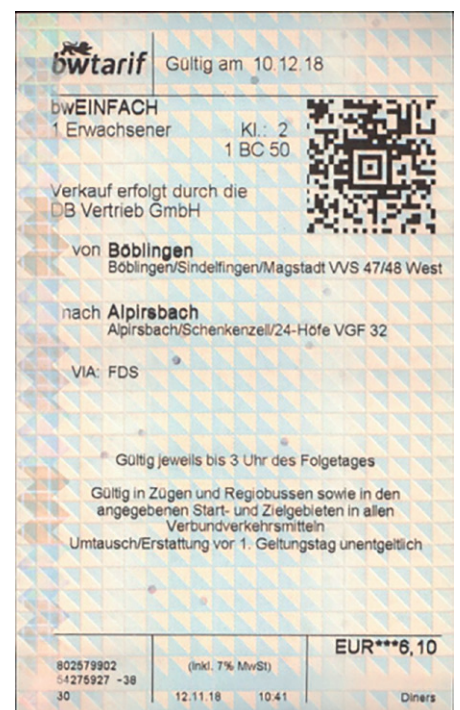 bwtarif Gültig am 10.12.18
bwEINFACH
1 Erwachsener Kl.: 2
1 BC 50
Verkauf erfolgt durch die
DB Vertrieb GmbH
von Böblingen
Böblingen/Sindelfingen/Magstadt VVS 47/48 West
nach Alpirsbach
Alpirsbach/Schenkenzell/24-Höfe VGF 32
VIA: FDS
Gültig jeweils bis 3 Uhr des Folgetages
Gültig in Zügen und Regiobussen sowie in den
angegebenen Start- und Zielgebieten in allen
Verbundverkehrsmitteln
Umtausch/Erstattung vor 1. Geltungstag unentgeltlich
EUR***6,10
802579902 (inkl. 7% MwSt)
54275927 -38
30 12.11.18 10:41 Diners